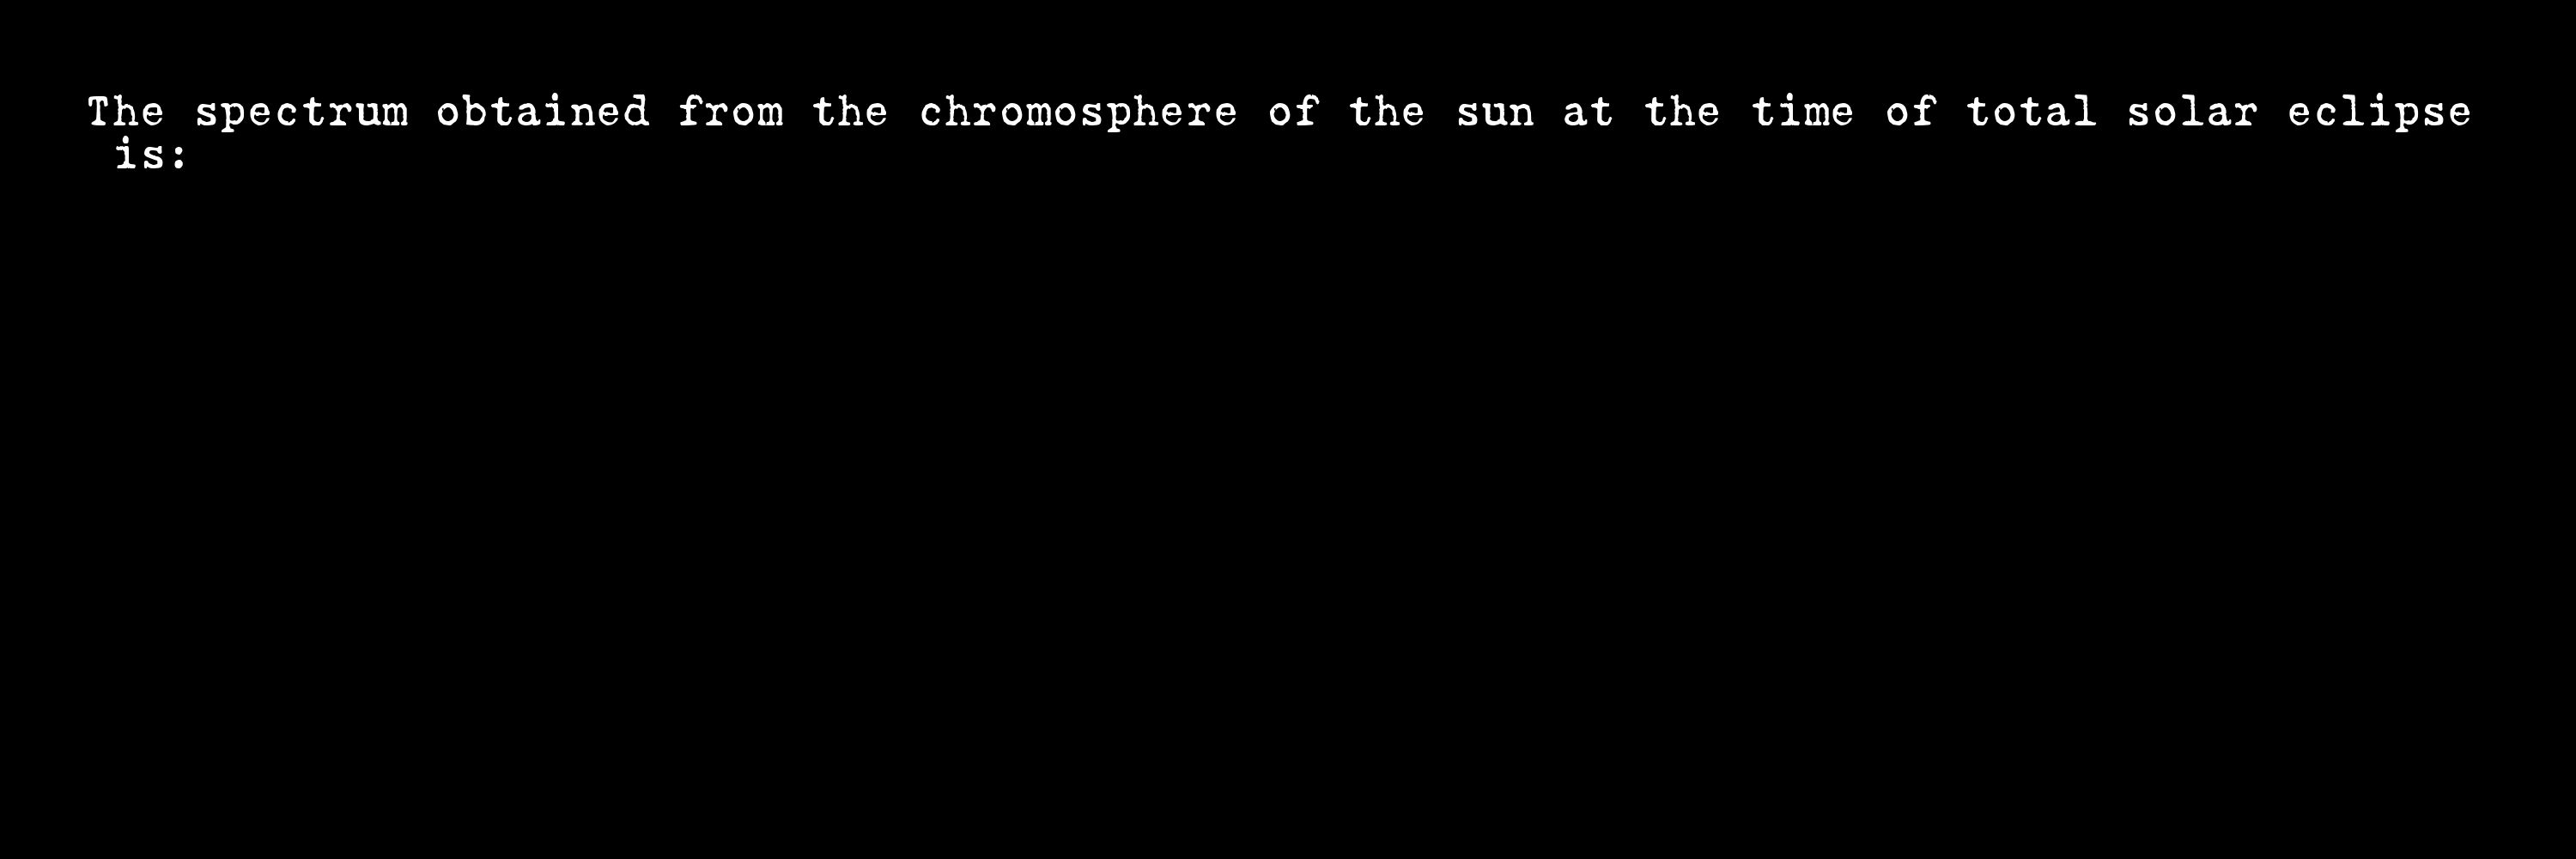 The spectrum obtained from the chromosphere of the sun at the time of total solar eclipse
is: